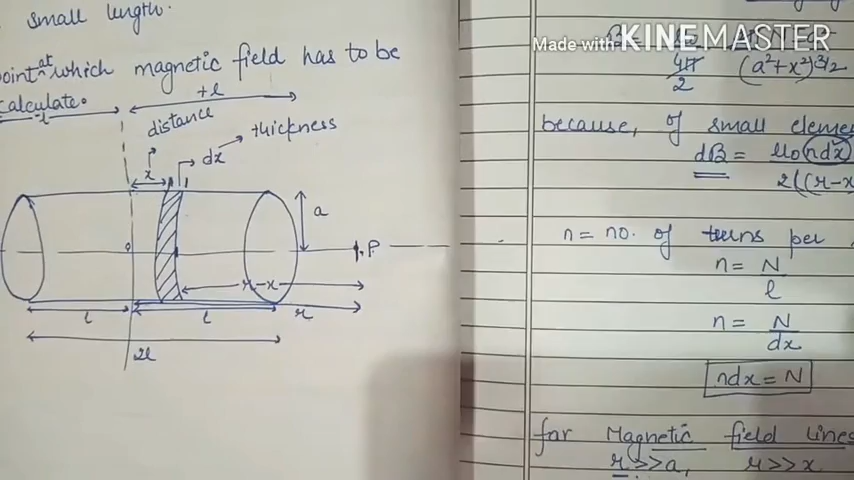 small length.
point at which magnetic field has to be
calculate.
-l
+l
distance
thickness
dx
x
a
o
P
r-x
l
l
r
2l
Made with KINEMASTER
4π
(a²+x²)3/2
2
because, of small
dB = μ0 ndx
2((r-x
n = no. of turns per
n = N
l
n = N
dx
ndx = N
for Magnetic field lines
r>>a, r>>x